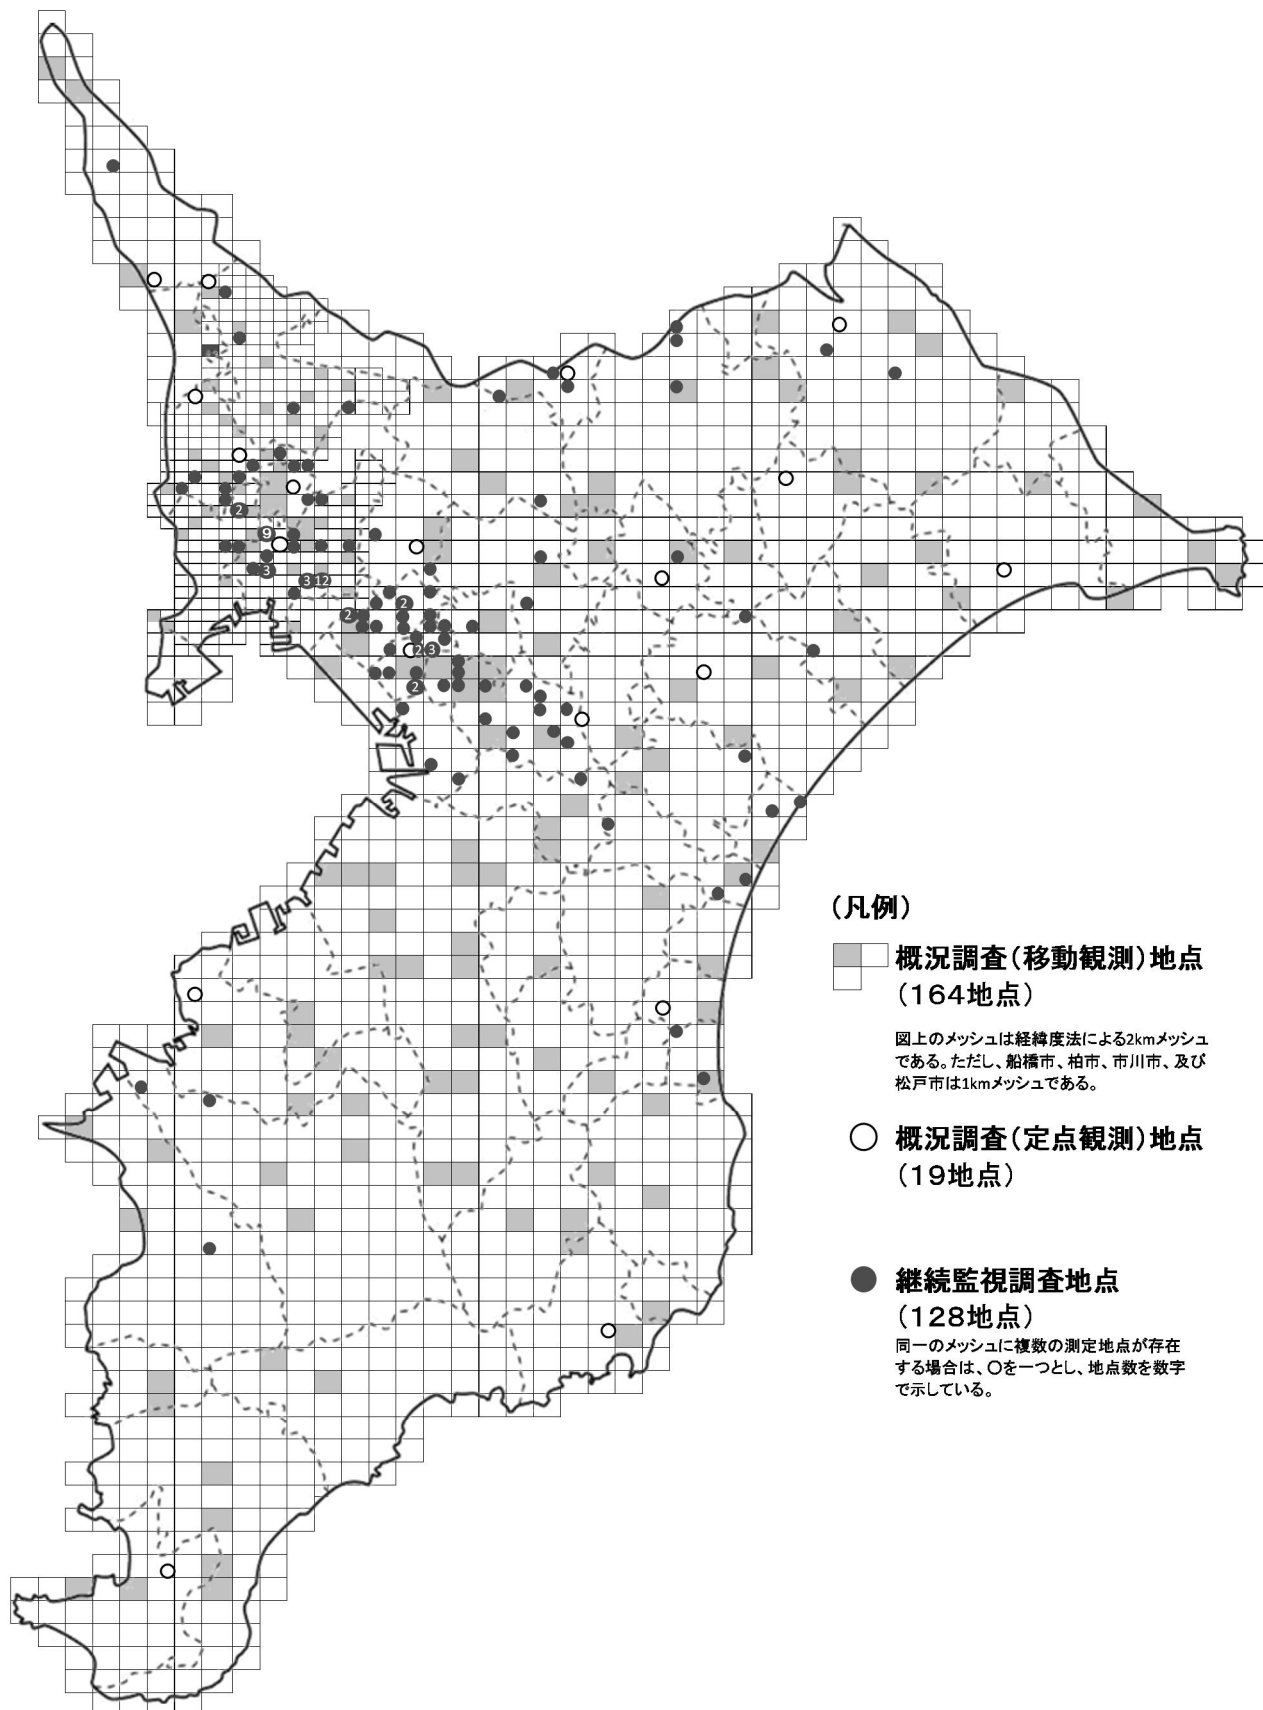 2
9
3
3
12
2
2
2
3
2
(凡例)
概況調査(移動観測)地点
(164地点)
図上のメッシュは経緯度法による2kmメッシュ
である。ただし、船橋市、柏市、市川市、及び
松戸市は1kmメッシュである。
概況調査(定点観測)地点
(19地点)
継続監視調査地点
(128地点)
同一のメッシュに複数の測定地点が存在
する場合は、〇を一つとし、地点数を数字
で示している。